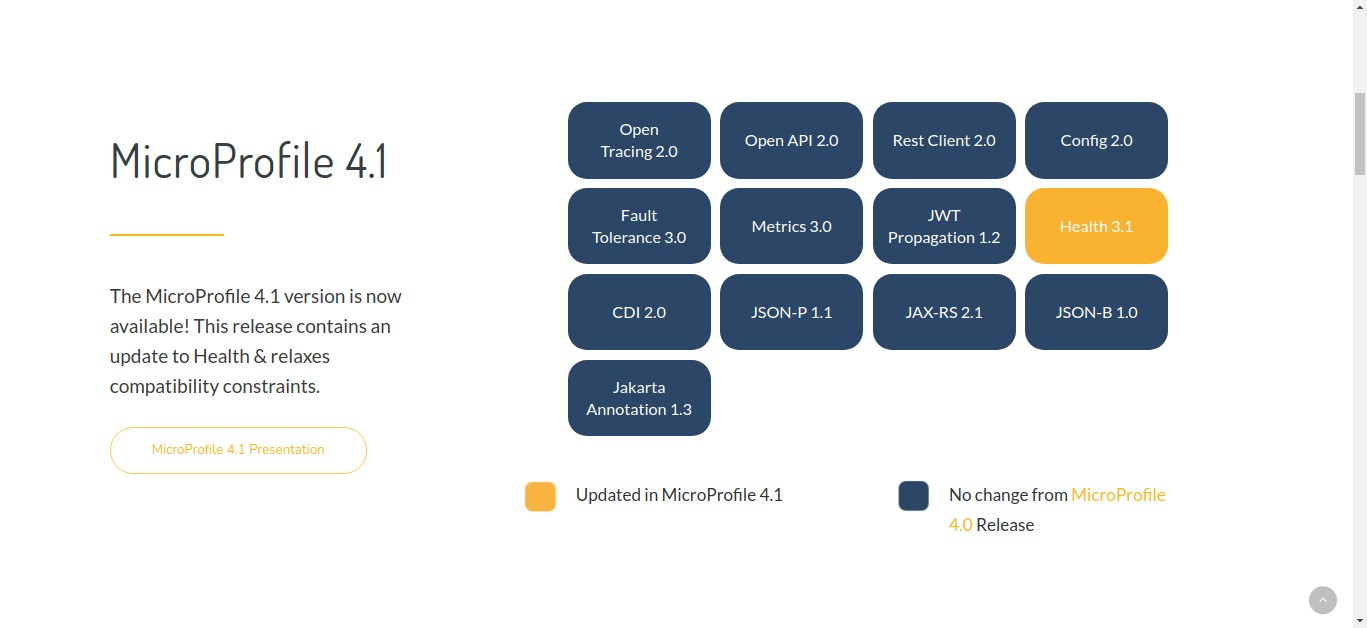 MicroProfile 4.1
The MicroProfile 4.1 version is now
available! This release contains an
update to Health & relaxes
compatibility constraints.
MicroProfile 4.1 Presentation
Open
Tracing 2.0
Open API 2.0
Rest Client 2.0
Config 2.0
Fault
Tolerance 3.0
Metrics 3.0
JWT
Propagation 1.2
Health 3.1
CDI 2.0
JSON-P 1.1
JAX-RS 2.1
JSON-B 1.0
Jakarta
Annotation 1.3
Updated in MicroProfile 4.1
No change from MicroProfile
4.0 Release